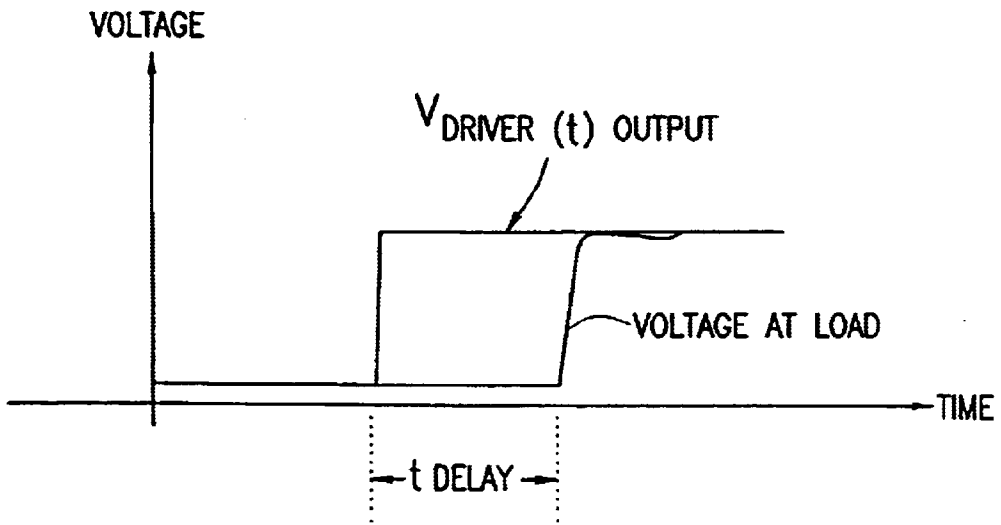 VOLTAGE
V DRIVER (t) OUTPUT
VOLTAGE AT LOAD
TIME
t DELAY